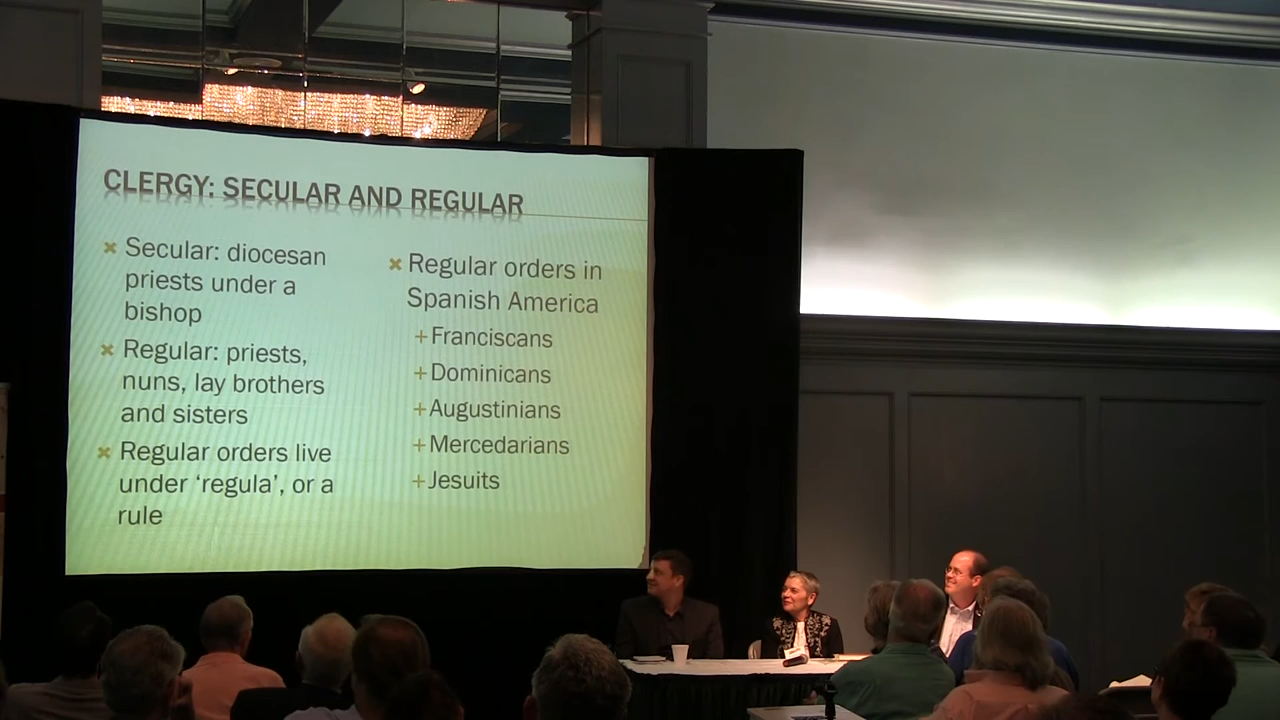 CLERGY: SECULAR AND REGULAR
Secular: diocesan
priests under a
bishop
Regular: priests,
nuns, lay brothers
and sisters
Regular orders live
under ‘regula’, or a
rule
Regular orders in
Spanish America
+Franciscans
+Dominicans
+Augustinians
+Mercedarians
+Jesuits